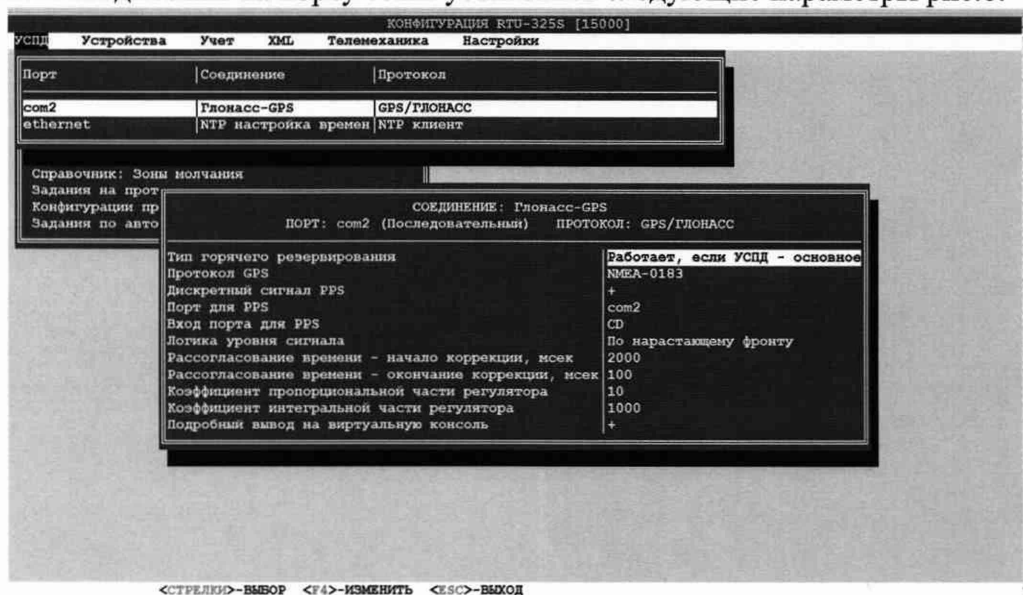 следующие параметры рис.8.
КОНФИГУРАЦИЯ RTU-325S [15000]
УСПД Устройства Учет XML Телемеханика Настройки
Порт |Соединение |Протокол
com2 |Глонасс-GPS |GPS/ГЛОНАСС
ethernet |NTP настройка времен|NTP клиент
Справочник: Зоны молчания
Задания на прот
Конфигурации пр
Задания по авто
СОЕДИНЕНИЕ: Глонасс-GPS
ПОРТ: com2 (Последовательный) ПРОТОКОЛ: GPS/ГЛОНАСС
Тип горячего резервирования |Работает, если УСПД - основное
Протокол GPS |NMEA-0183
Дискретный сигнал PPS |+
Порт для PPS |com2
Вход порта для PPS |CD
Логика уровня сигнала |По нарастающему фронту
Рассогласование времени - начало коррекции, мсек |2000
Рассогласование времени - окончание коррекции, мсек |100
Коэффициент пропорциональной части регулятора |10
Коэффициент интегральной части регулятора |1000
Подробный вывод на виртуальную консоль |+
<СТРЕЛКИ>-ВЫБОР <F4>-ИЗМЕНИТЬ <ESC>-ВЫХОД